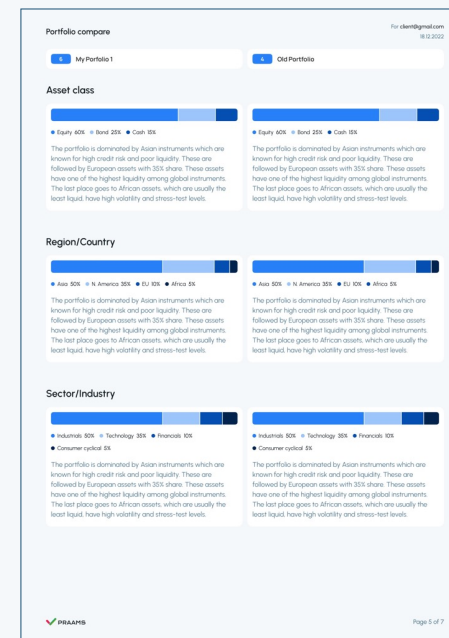 Portfolio compare
For client@gmail.com
18.12.2022
6 My Porfolio 1
4 Old Portfolio
Asset class
Equity 60% Bond 25% Cash 15%
The portfolio is dominated by Asian instruments which are
known for high credit risk and poor liquidity. These are
followed by European assets with 35% share. These assets
have one of the highest liquidity among global instruments.
The last place goes to African assets, which are usually the
least liquid, have high volatility and stress-test levels.
Equity 60% Bond 25% Cash 15%
The portfolio is dominated by Asian instruments which are
known for high credit risk and poor liquidity. These are
followed by European assets with 35% share. These assets
have one of the highest liquidity among global instruments.
The last place goes to African assets, which are usually the
least liquid, have high volatility and stress-test levels.
Region/Country
Asia 50% N. America 35% EU 10% Africa 5%
The portfolio is dominated by Asian instruments which are
known for high credit risk and poor liquidity. These are
followed by European assets with 35% share. These assets
have one of the highest liquidity among global instruments.
The last place goes to African assets, which are usually the
least liquid, have high volatility and stress-test levels.
Asia 50% N. America 35% EU 10% Africa 5%
The portfolio is dominated by Asian instruments which are
known for high credit risk and poor liquidity. These are
followed by European assets with 35% share. These assets
have one of the highest liquidity among global instruments.
The last place goes to African assets, which are usually the
least liquid, have high volatility and stress-test levels.
Sector/Industry
Industrials 50% Technology 35% Financials 10%
Consumer cyclical 5%
The portfolio is dominated by Asian instruments which are
known for high credit risk and poor liquidity. These are
followed by European assets with 35% share. These assets
have one of the highest liquidity among global instruments.
The last place goes to African assets, which are usually the
least liquid, have high volatility and stress-test levels.
Industrials 50% Technology 35% Financials 10%
Consumer cyclical 5%
The portfolio is dominated by Asian instruments which are
known for high credit risk and poor liquidity. These are
followed by European assets with 35% share. These assets
have one of the highest liquidity among global instruments.
The last place goes to African assets, which are usually the
least liquid, have high volatility and stress-test levels.
PRAAMS
Page 5 of 7